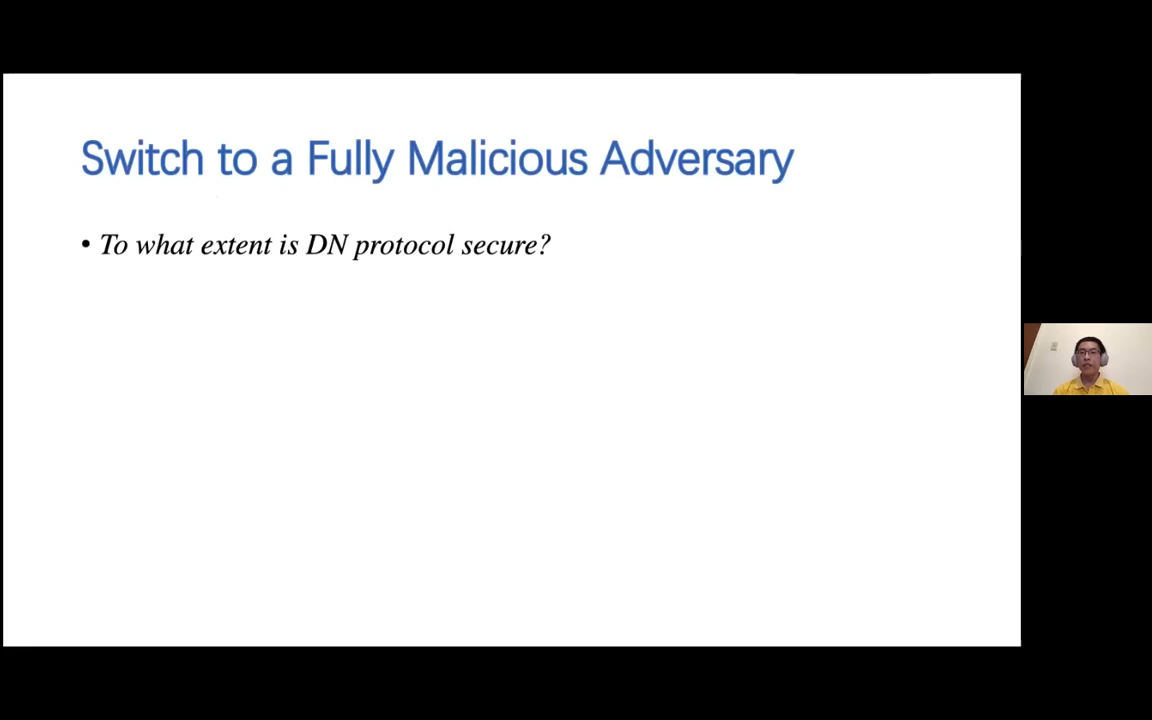 Switch to a Fully Malicious Adversary
• To what extent is DN protocol secure?